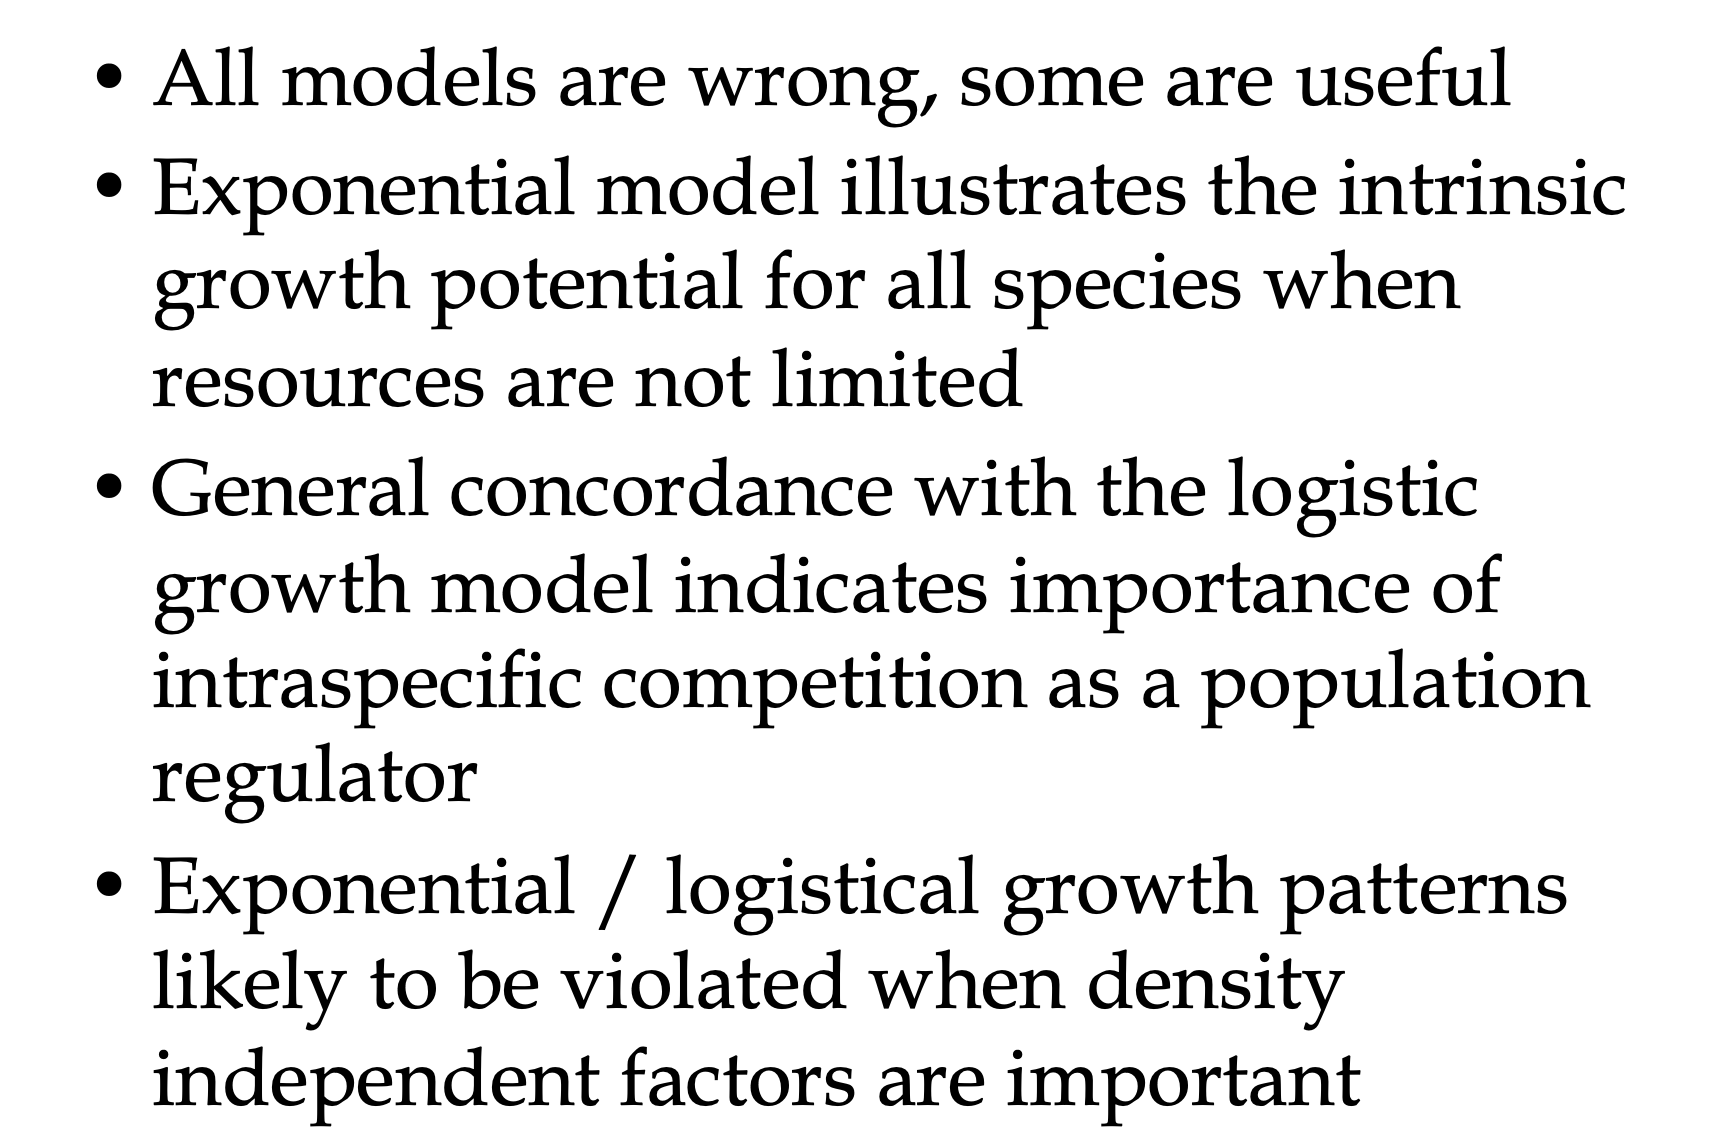 • All models are wrong, some are useful
• Exponential model illustrates the intrinsic
growth potential for all species when
resources are not limited
• General concordance with the logistic
growth model indicates importance of
intraspecific competition as a population
regulator
• Exponential / logistical growth patterns
likely to be violated when density
independent factors are important